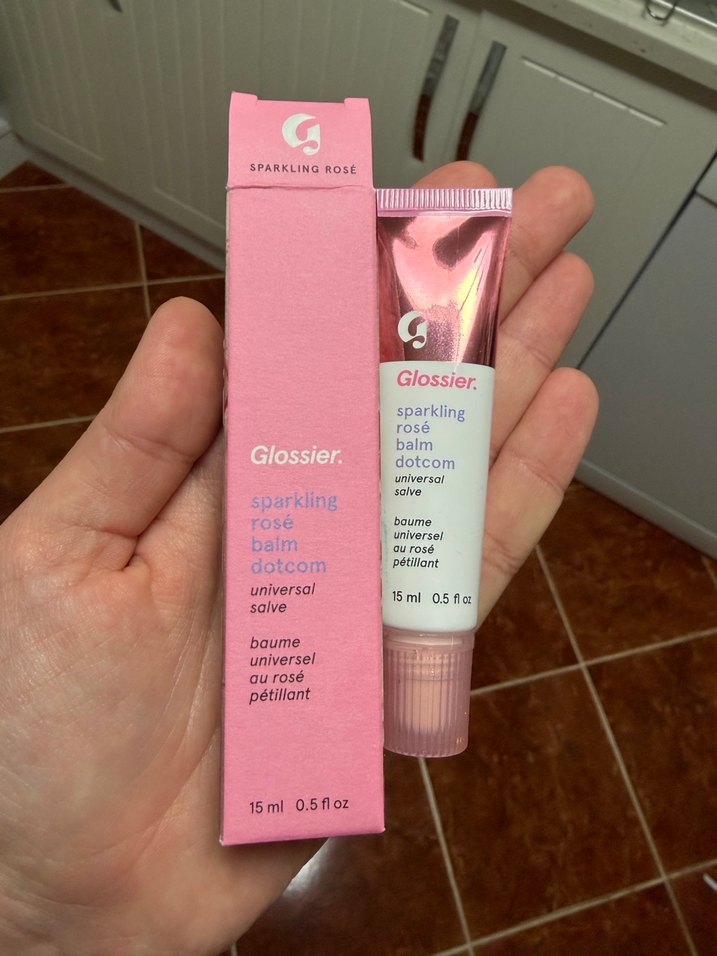 G
SPARKLING ROSÉ
Glossier.
sparkling
rosé
balm
dotcom
universal
salve
baume
universel
au rosé
pétillant
15 ml 0.5 fl oz
G
Glossier.
sparkling
rosé
balm
dotcom
universal
salve
baume
universel
au rosé
pétillant
15 ml 0.5 fl oz